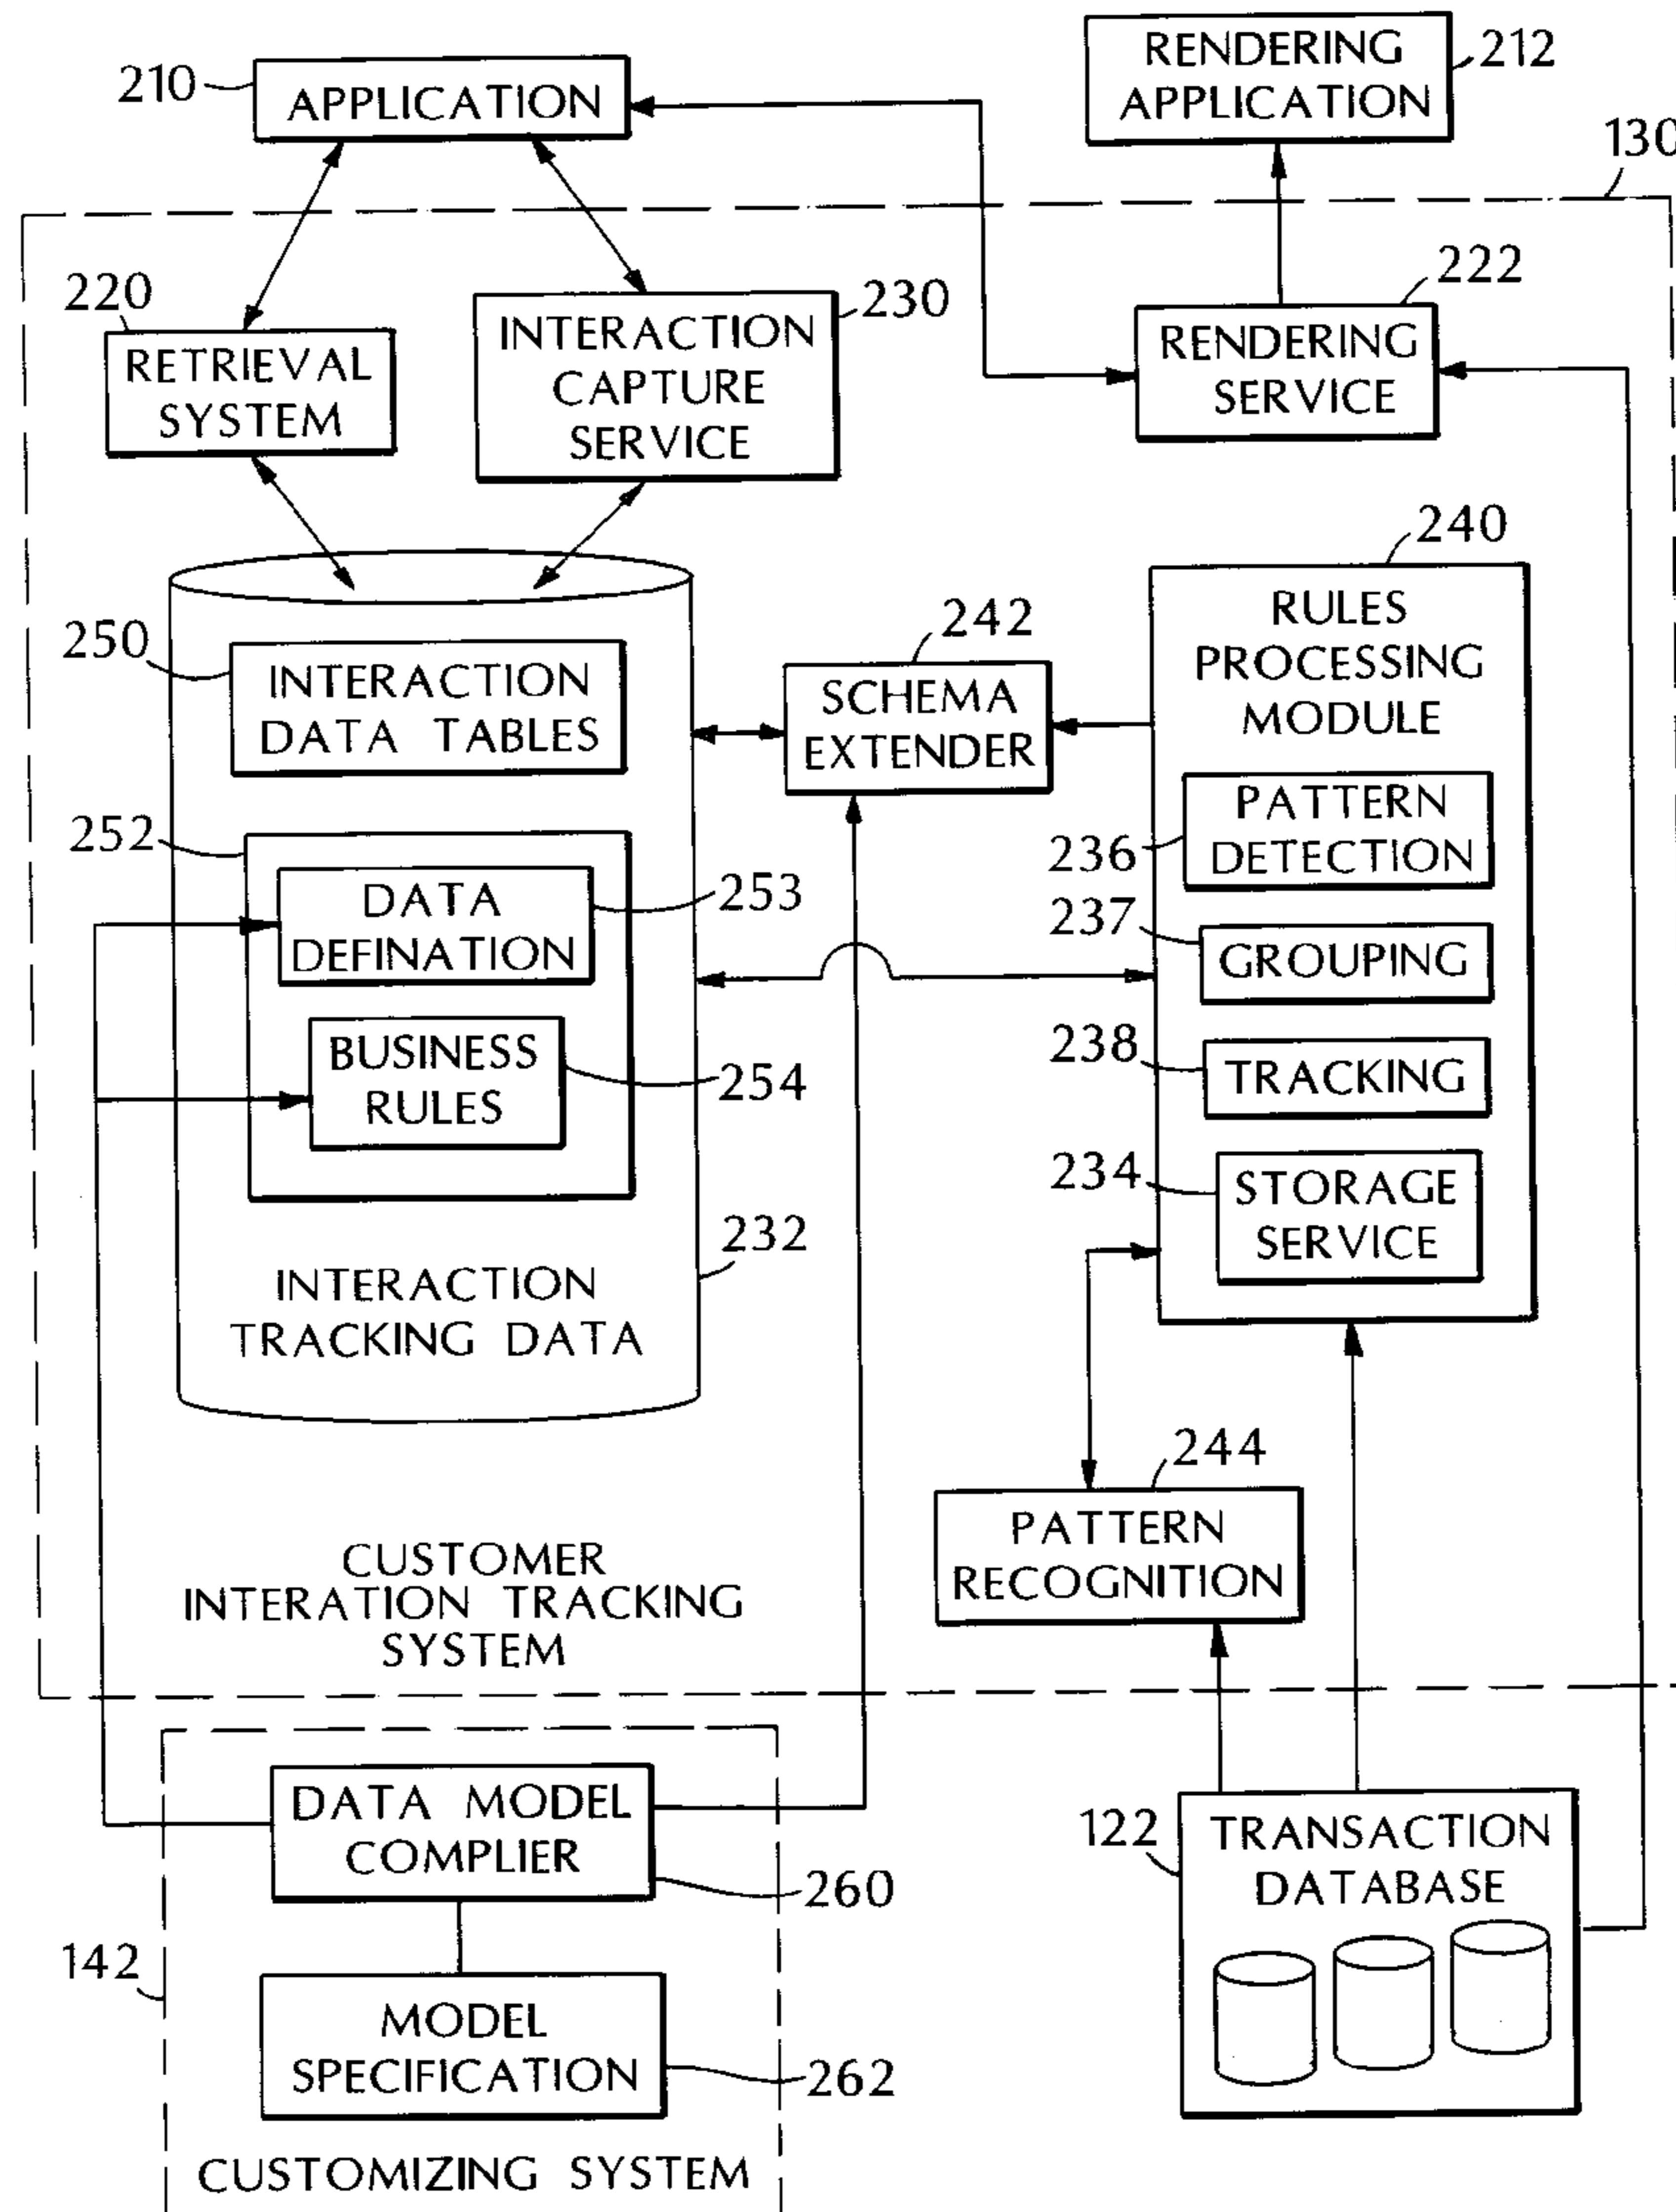 RENDERING
APPLICATION
212
210
APPLICATION
130
220
RETRIEVAL
SYSTEM
INTERACTION
CAPTURE
SERVICE
230
222
RENDERING
SERVICE
240
RULES
PROCESSING
MODULE
250
INTERACTION
DATA TABLES
242
SCHEMA
EXTENDER
236
PATTERN
DETECTION
252
DATA
DEFINATION
253
237
GROUPING
BUSINESS
RULES
254
238
TRACKING
234
STORAGE
SERVICE
232
INTERACTION
TRACKING DATA
244
PATTERN
RECOGNITION
CUSTOMER
INTERATION TRACKING
SYSTEM
DATA MODEL
COMPLIER
260
122
TRANSACTION
DATABASE
142
MODEL
SPECIFICATION
262
CUSTOMIZING SYSTEM